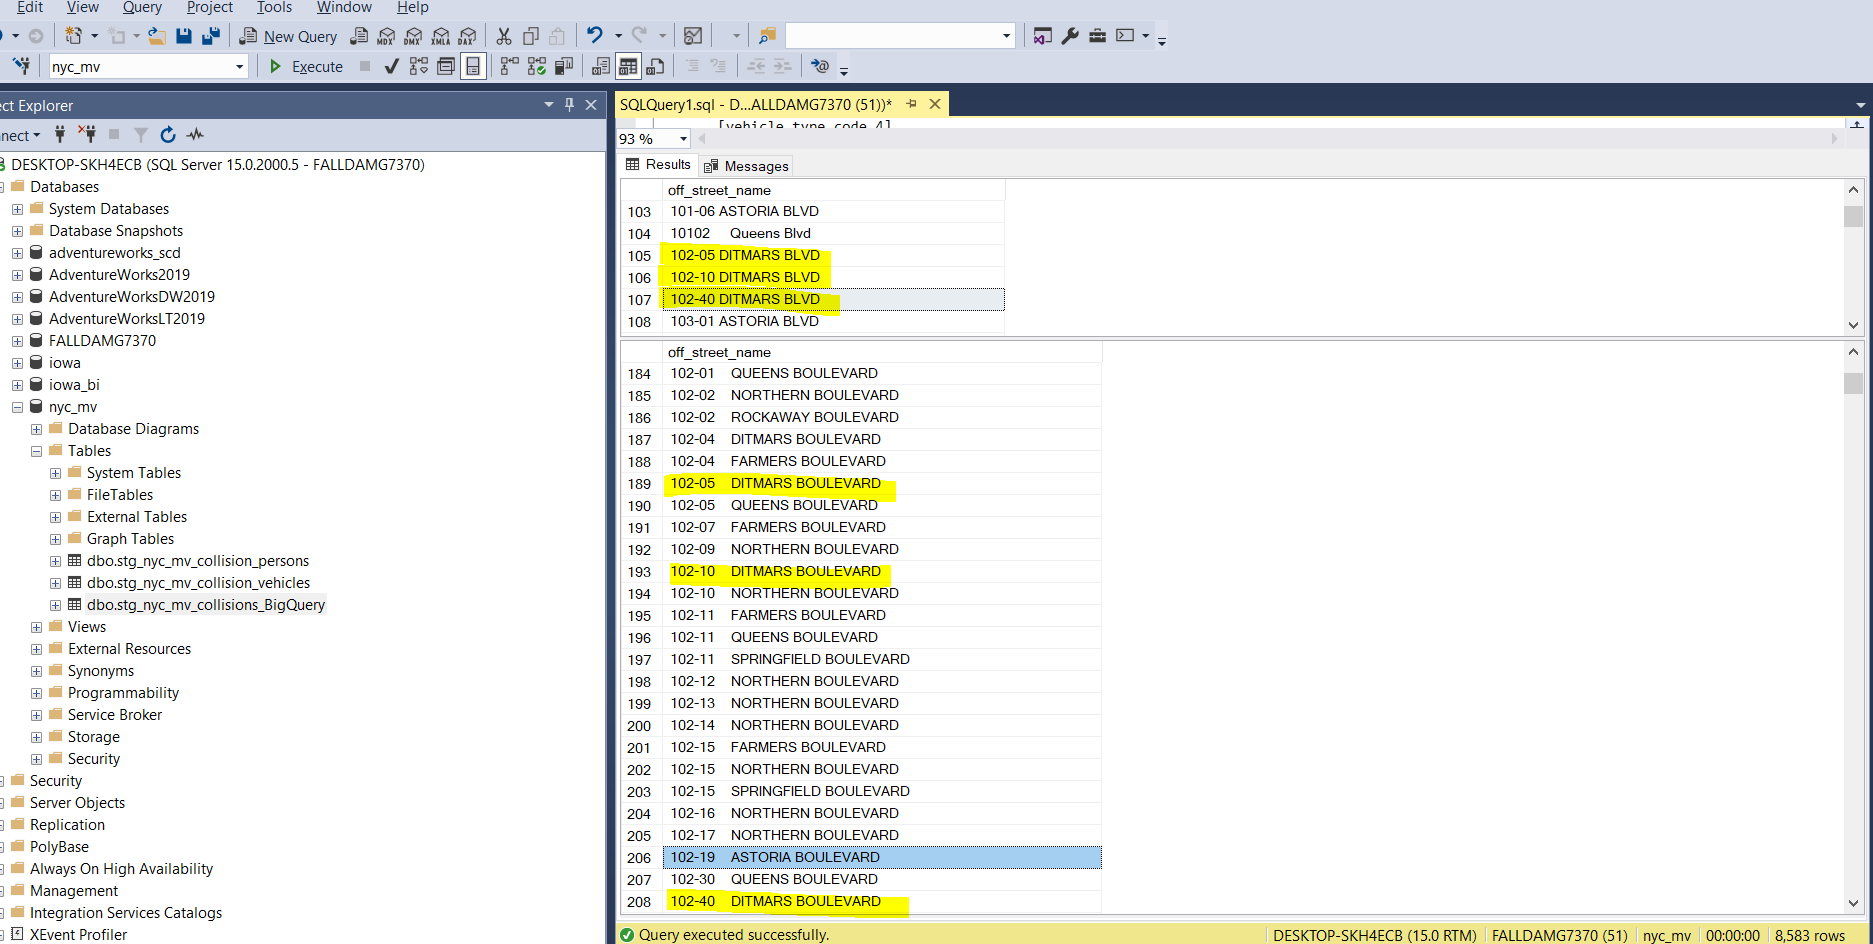 Edit View Query Project Tools Window Help
New Query MDX DMX XMLA DAX
nyc_mv Execute
ct Explorer
nect
DESKTOP-SKH4ECB (SQL Server 15.0.2000.5 - FALLDAMG7370)
Databases
System Databases
Database Snapshots
adventureworks_scd
AdventureWorks2019
AdventureWorksDW2019
AdventureWorksLT2019
FALLDAMG7370
iowa
iowa_bi
nyc_mv
Database Diagrams
Tables
System Tables
FileTables
External Tables
Graph Tables
dbo.stg_nyc_mv_collision_persons
dbo.stg_nyc_mv_collision_vehicles
dbo.stg_nyc_mv_collisions_BigQuery
Views
External Resources
Synonyms
Programmability
Service Broker
Storage
Security
Security
Server Objects
Replication
PolyBase
Always On High Availability
Management
Integration Services Catalogs
XEvent Profiler
SQLQuery1.sql - D...ALLDAMG7370 (51))*
[vehicle_type_code_4]
93 %
Results Messages
off_street_name
103 101-06 ASTORIA BLVD
104 10102 Queens Blvd
105 102-05 DITMARS BLVD
106 102-10 DITMARS BLVD
107 102-40 DITMARS BLVD
108 103-01 ASTORIA BLVD
off_street_name
184 102-01 QUEENS BOULEVARD
185 102-02 NORTHERN BOULEVARD
186 102-02 ROCKAWAY BOULEVARD
187 102-04 DITMARS BOULEVARD
188 102-04 FARMERS BOULEVARD
189 102-05 DITMARS BOULEVARD
190 102-05 QUEENS BOULEVARD
191 102-07 FARMERS BOULEVARD
192 102-09 NORTHERN BOULEVARD
193 102-10 DITMARS BOULEVARD
194 102-10 NORTHERN BOULEVARD
195 102-11 FARMERS BOULEVARD
196 102-11 QUEENS BOULEVARD
197 102-11 SPRINGFIELD BOULEVARD
198 102-12 NORTHERN BOULEVARD
199 102-13 NORTHERN BOULEVARD
200 102-14 NORTHERN BOULEVARD
201 102-15 FARMERS BOULEVARD
202 102-15 NORTHERN BOULEVARD
203 102-15 SPRINGFIELD BOULEVARD
204 102-16 NORTHERN BOULEVARD
205 102-17 NORTHERN BOULEVARD
206 102-19 ASTORIA BOULEVARD
207 102-30 QUEENS BOULEVARD
208 102-40 DITMARS BOULEVARD
Query executed successfully. DESKTOP-SKH4ECB (15.0 RTM) FALLDAMG7370 (51) nyc_mv 00:00:00 8,583 rows